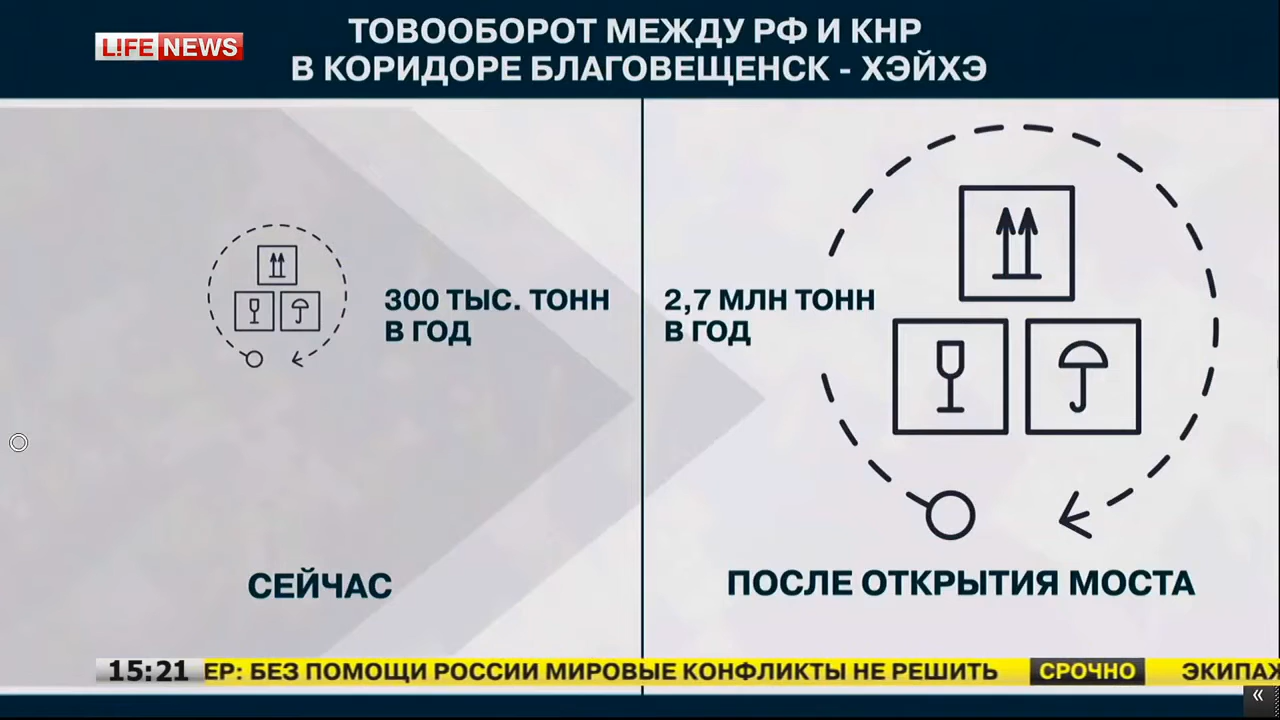 LIFE NEWS
ТОВООБОРОТ МЕЖДУ РФ И КНР
В КОРИДОРЕ БЛАГОВЕЩЕНСК - ХЭЙХЭ
300 ТЫС. ТОНН
В ГОД
2,7 МЛН ТОНН
В ГОД
СЕЙЧАС
ПОСЛЕ ОТКРЫТИЯ МОСТА
15:21 ЕР: БЕЗ ПОМОЩИ РОССИИ МИРОВЫЕ КОНФЛИКТЫ НЕ РЕШИТЬ СРОЧНО ЭКИПАЖ